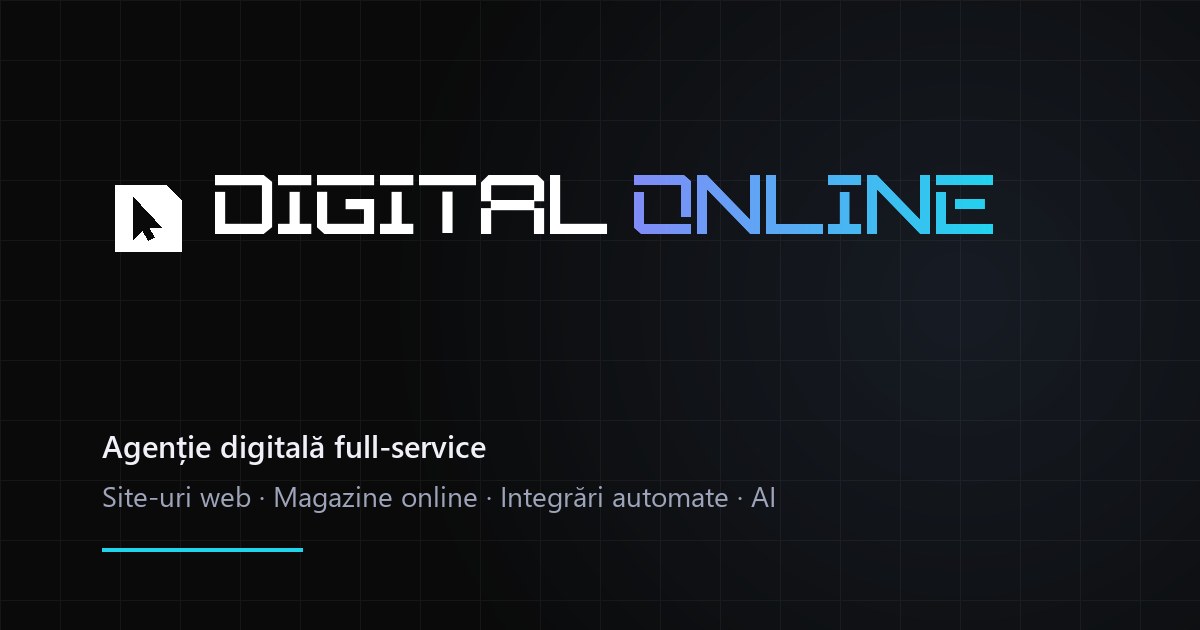 DIGITAL ONLINE
Agenție digitală full-service
Site-uri web · Magazine online · Integrări automate · AI